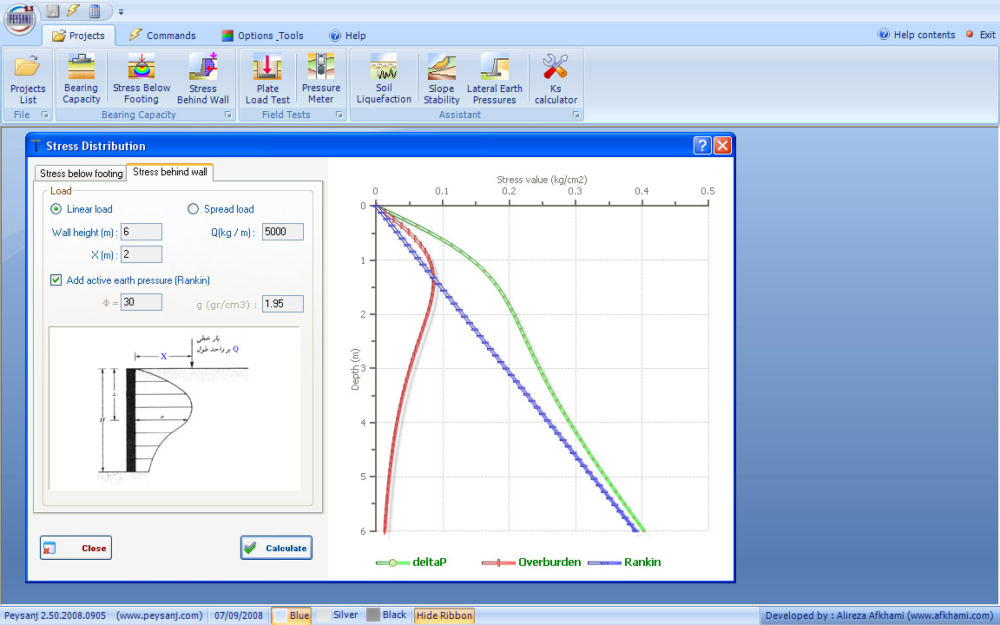 2.5
PEYSANJ
Projects
Commands
Options _Tools
Help
Help contents
Exit
Projects
List
Bearing
Capacity
Stress Below
Footing
Stress
Behind Wall
Plate
Load Test
Pressure
Meter
Soil
Liquefaction
Slope
Stability
Lateral Earth
Pressures
Ks
calculator
File
Bearing Capacity
Field Tests
Assistant
Stress Distribution
Stress below footing
Stress behind wall
Load
Linear load
Spread load
Wall height (m) : 6
Q(kg / m) : 5000
X (m) : 2
Add active earth pressure (Rankin)
Φ = 30
g (gr/cm3) : 1.95
بار خطی
Q بر واحد طول
X
z
H
σ
Close
Calculate
Stress value (kg/cm2)
0 0.1 0.2 0.3 0.4 0.5
Depth (m)
0
1
2
3
4
5
6
deltaP Overburden Rankin
Peysanj 2.50.2008.0905 (www.peysanj.com) 07/09/2008 Blue Silver Black Hide Ribbon Developed by : Alireza Afkhami (www.afkhami.com)